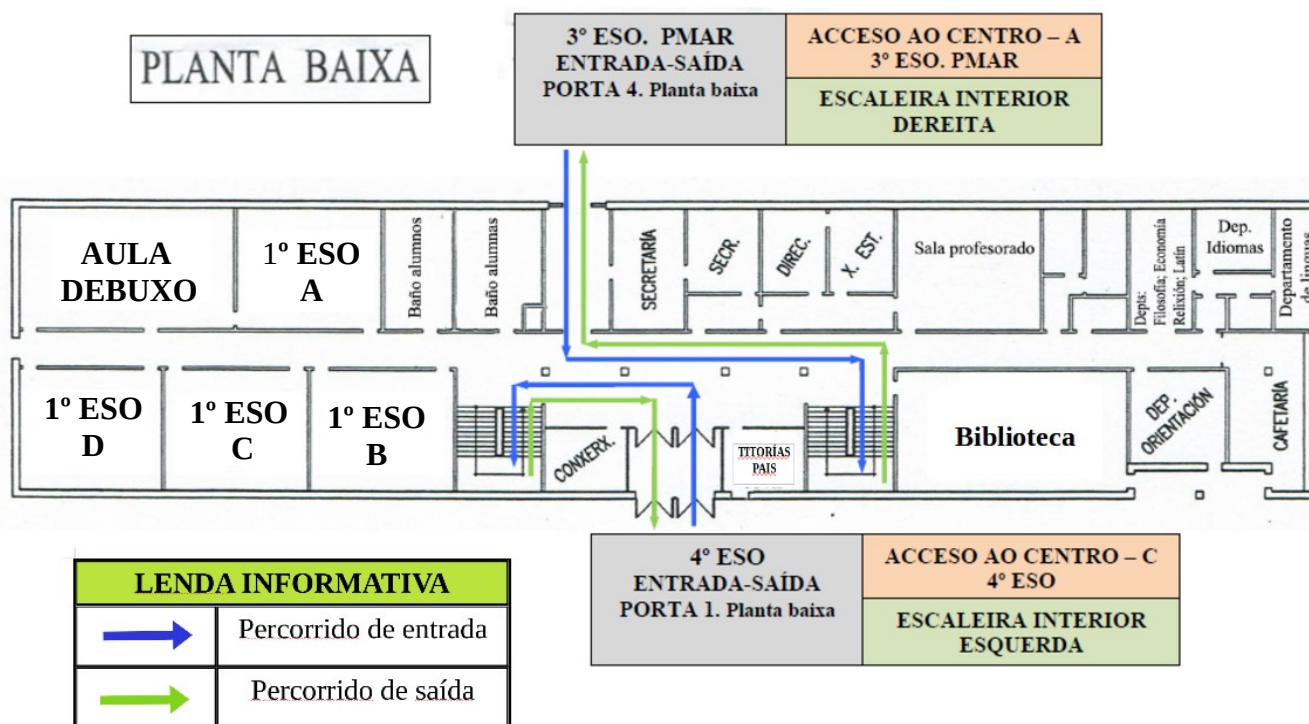 PLANTA BAIXA
3º ESO. PMAR
ENTRADA-SAÍDA
PORTA 4. Planta baixa
ACCESO AO CENTRO – A
3º ESO. PMAR
ESCALEIRA INTERIOR
DEREITA
AULA
DEBUXO
1º ESO
A
Baño alumnos
Baño alumnas
SECRETARÍA
SECR.
DIREC.
X. EST.
Sala profesorado
Depts:
Filosofía; Economía
Relixión; Latín
Dep.
Idiomas
Departamento
de linguas
1º ESO
D
1º ESO
C
1º ESO
B
CONXERX.
TITORÍAS
PAIS
Biblioteca
DEP.
ORIENTACIÓN
CAFETARÍA
4º ESO
ENTRADA-SAÍDA
PORTA 1. Planta baixa
ACCESO AO CENTRO – C
4º ESO
ESCALEIRA INTERIOR
ESQUERDA
LENDA INFORMATIVA
Percorrido de entrada
Percorrido de saída